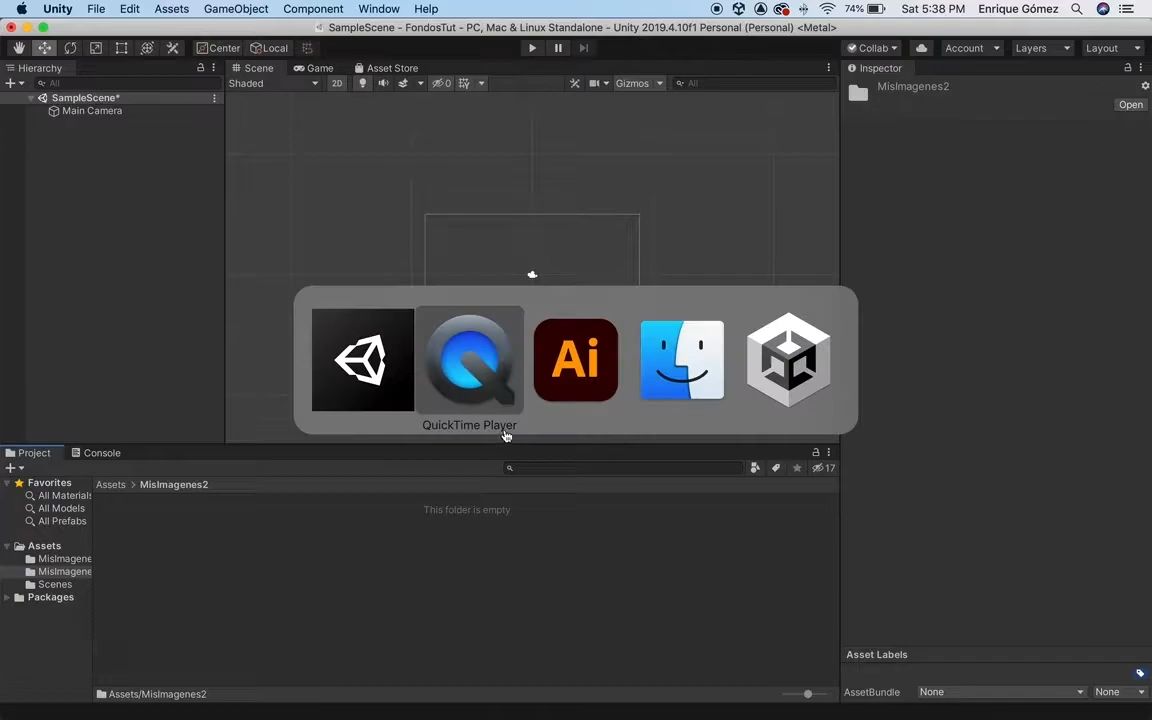 Unity File Edit Assets GameObject Component Window Help 74% Sat 5:38 PM Enrique Gómez
SampleScene - FondosTut - PC, Mac & Linux Standalone - Unity 2019.4.10f1 Personal (Personal) <Metal>
Center Local Collab Account Layers Layout
Hierarchy Scene Game Asset Store Inspector
All Shaded 2D 0 Gizmos All MisImagenes2
SampleScene* Open
Main Camera
Ai
QuickTime Player
Project Console
17
Favorites Assets > MisImagenes2
All Materials
All Models This folder is empty
All Prefabs
Assets
MisImagene
MisImagene
Scenes
Packages
Asset Labels
Assets/MisImagenes2 AssetBundle None None